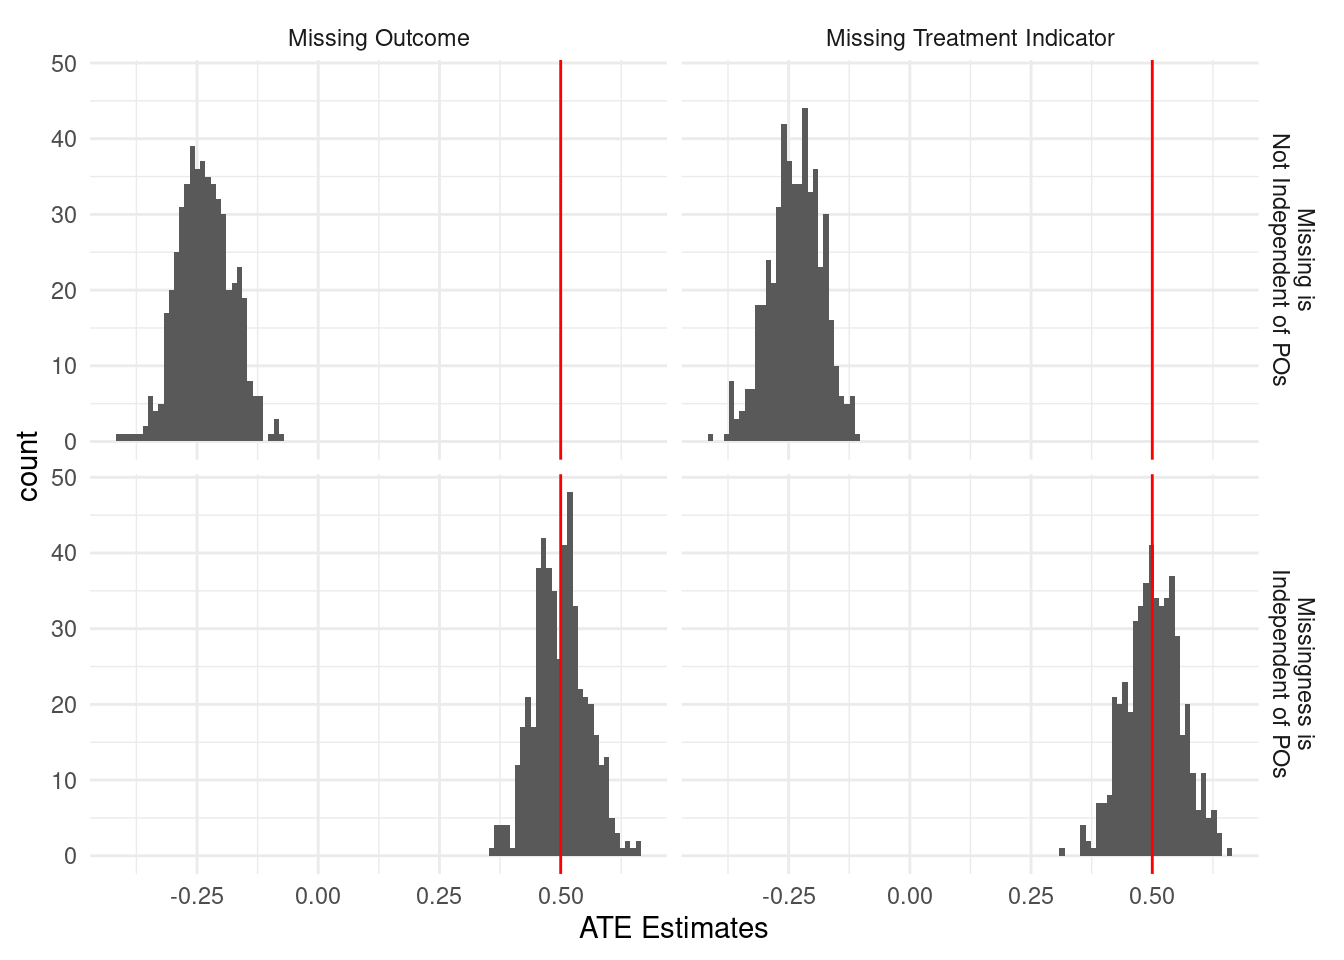 Missing Outcome
Missing Treatment Indicator
50
40
30
20
10
0
Missing is
Not Independent of POs
count
50
40
30
20
10
0
Missingness is
Independent of POs
-0.25
0.00
0.25
0.50
-0.25
0.00
0.25
0.50
ATE Estimates